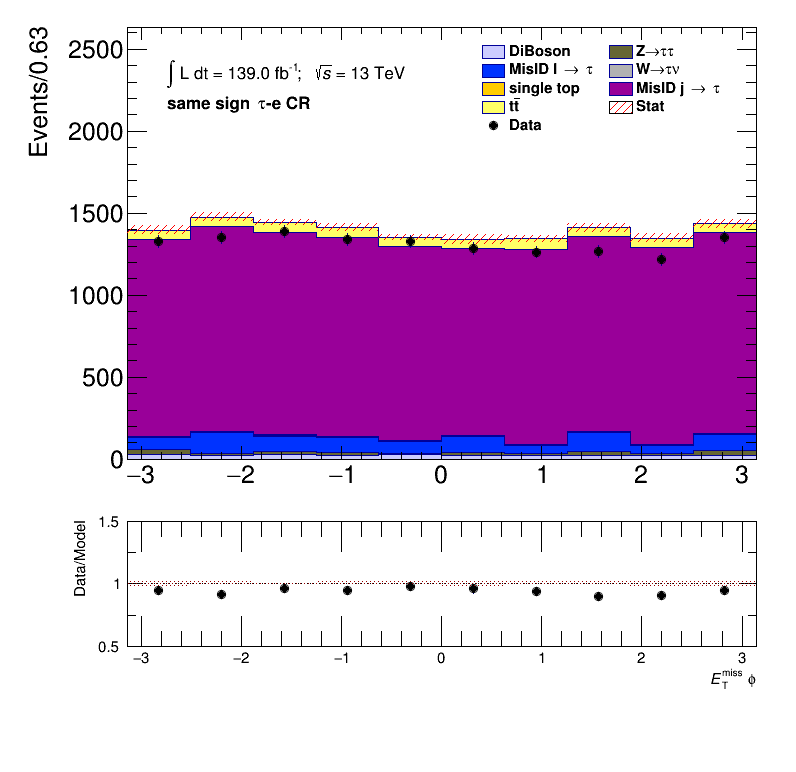 Events/0.63
2500
2000
1500
1000
500
0
∫ L dt = 139.0 fb⁻¹; √s = 13 TeV
same sign τ-e CR
DiBoson
Z→ττ
MisID l → τ
W→τν
single top
MisID j → τ
tt̄
Stat
Data
−3 −2 −1 0 1 2 3
Data/Model
1.5
1
0.5
−3 −2 −1 0 1 2 3
E_T^miss ϕ